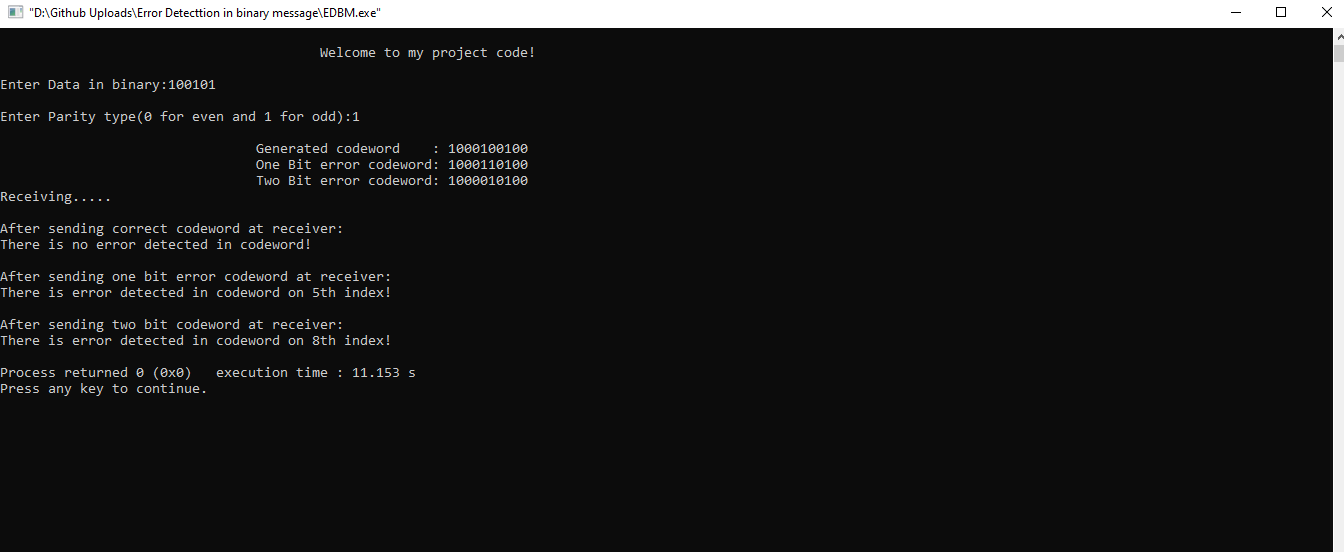 "D:\Github Uploads\Error Detecttion in binary message\EDBM.exe"
Welcome to my project code!
Enter Data in binary:100101
Enter Parity type(0 for even and 1 for odd):1
Generated codeword    : 1000100100
One Bit error codeword: 1000110100
Two Bit error codeword: 1000010100
Receiving.....
After sending correct codeword at receiver:
There is no error detected in codeword!
After sending one bit error codeword at receiver:
There is error detected in codeword on 5th index!
After sending two bit codeword at receiver:
There is error detected in codeword on 8th index!
Process returned 0 (0x0)   execution time : 11.153 s
Press any key to continue.